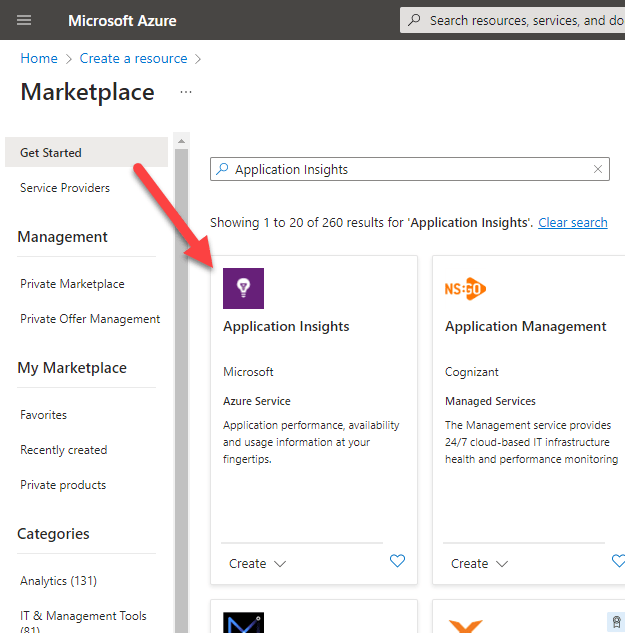 Microsoft Azure
Search resources, services, and do
Home > Create a resource >
Marketplace ...
Get Started
Service Providers
Management
Private Marketplace
Private Offer Management
My Marketplace
Favorites
Recently created
Private products
Categories
Analytics (131)
IT & Management Tools
(81)
Application Insights
Showing 1 to 20 of 260 results for 'Application Insights'. Clear search
Application Insights
Microsoft
Azure Service
Application performance, availability
and usage information at your
fingertips.
Create
NS:GO
Application Management
Cognizant
Managed Services
The Management service provides
24/7 cloud-based IT infrastructure
health and performance monitoring
Create